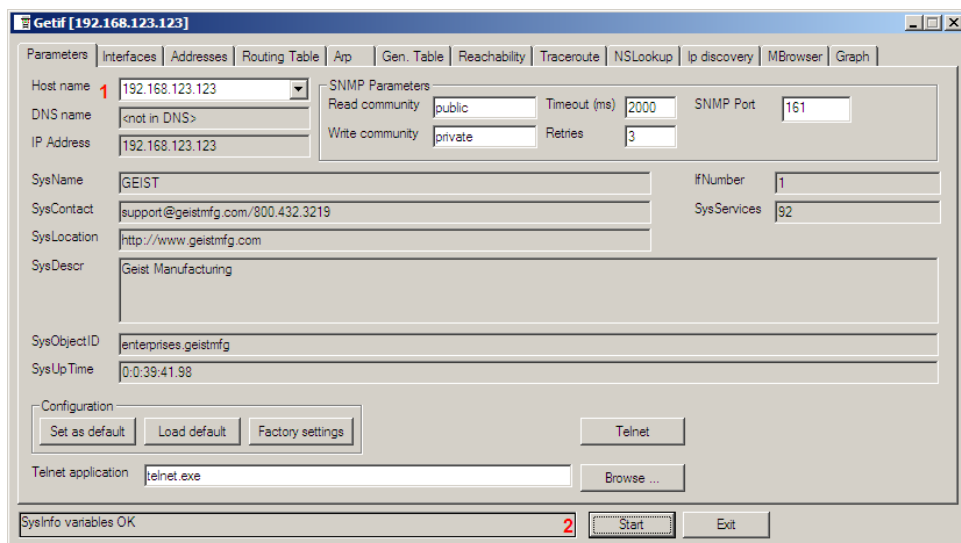 Getif [192.168.123.123]
Parameters Interfaces Addresses Routing Table Arp Gen. Table Reachability Traceroute NSLookup Ip discovery MBrowser Graph
Host name 1 192.168.123.123
DNS name <not in DNS>
IP Address 192.168.123.123
SNMP Parameters
Read community public Timeout (ms) 2000 SNMP Port 161
Write community private Retries 3
SysName GEIST IfNumber 1
SysContact support@geistmfg.com/800.432.3219 SysServices 92
SysLocation http://www.geistmfg.com
SysDescr Geist Manufacturing
SysObjectID enterprises.geistmfg
SysUpTime 0:0:39:41.98
Configuration
Set as default Load default Factory settings Telnet
Telnet application telnet.exe Browse ...
SysInfo variables OK 2 Start Exit